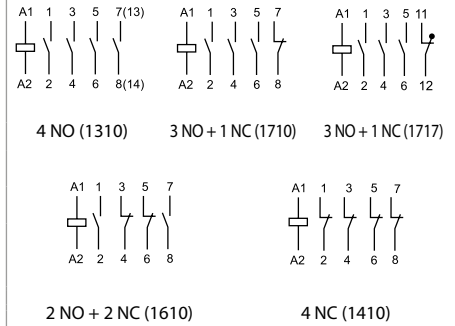 A1 1 3 5 7(13)
A2 2 4 6 8(14)
4 NO (1310)
A1 1 3 5 7
A2 2 4 6 8
3 NO + 1 NC (1710)
A1 1 3 5 11
A2 2 4 6 12
3 NO + 1 NC (1717)
A1 1 3 5 7
A2 2 4 6 8
2 NO + 2 NC (1610)
A1 1 3 5 7
A2 2 4 6 8
4 NC (1410)